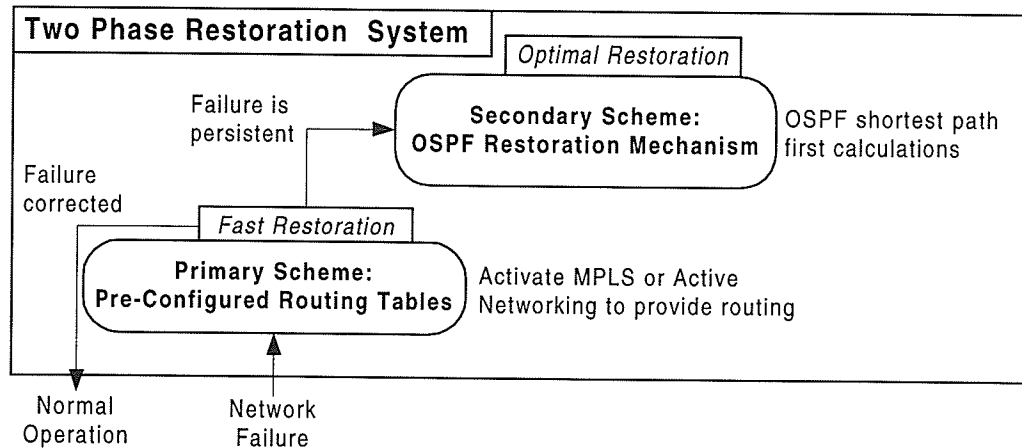 Two Phase Restoration System
Optimal Restoration
Failure is
persistent
Secondary Scheme:
OSPF Restoration Mechanism
OSPF shortest path
first calculations
Failure
corrected
Fast Restoration
Primary Scheme:
Pre-Configured Routing Tables
Activate MPLS or Active
Networking to provide routing
Normal
Operation
Network
Failure